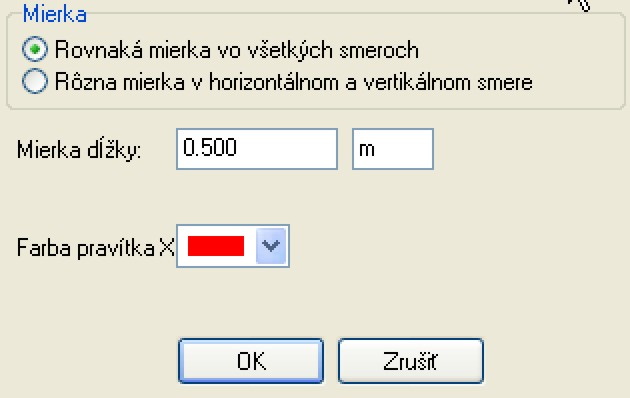 Mierka
Rovnaká mierka vo všetkých smeroch
Rôzna mierka v horizontálnom a vertikálnom smere
Mierka dĺžky: 0.500 m
Farba pravítka X
OK Zrušiť